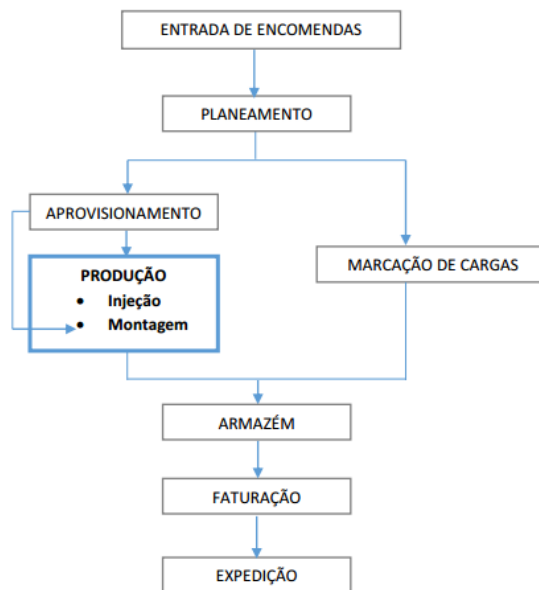 ENTRADA DE ENCOMENDAS
PLANEAMENTO
APROVISIONAMENTO
PRODUÇÃO
• Injeção
• Montagem
MARCAÇÃO DE CARGAS
ARMAZÉM
FATURAÇÃO
EXPEDIÇÃO